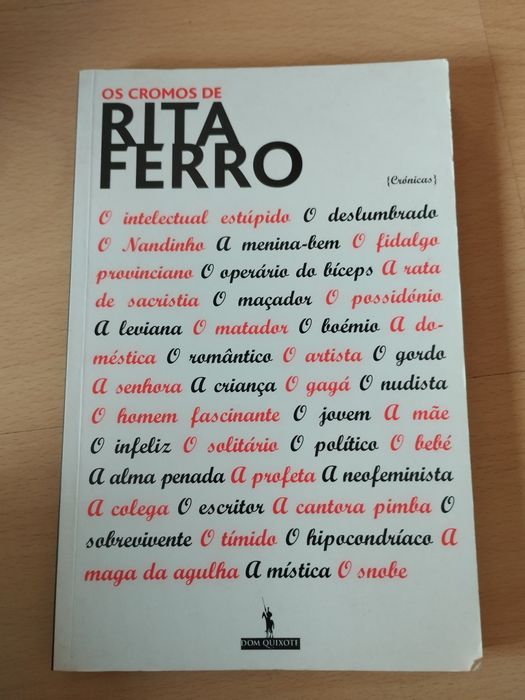 OS CROMOS DE
RITA
FERRO
{Crónicas}
O intelectual estúpido O deslumbrado
O Nandinho A menina-bem O fidalgo
provinciano O operário do bíceps A rata
de sacristia O maçador O possidónio
A leviana O matador O boémio A do-
méstica O romântico O artista O gordo
A senhora A criança O gagá O nudista
O homem fascinante O jovem A mãe
O infeliz O solitário O político O bebé
A alma penada A profeta A neofeminista
A colega O escritor A cantora pimba O
sobrevivente O tímido O hipocondríaco A
maga da agulha A mística O snobe
DOM QUIXOTE